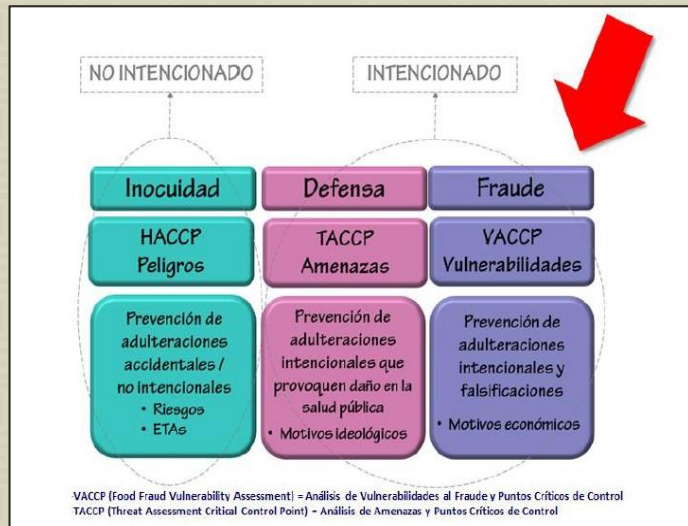 NO INTENCIONADO
INTENCIONADO
Inocuidad
Defensa
Fraude
HACCP
Peligros
TACCP
Amenazas
VACCP
Vulnerabilidades
Prevención de
adulteraciones
accidentales /
no intencionales
• Riesgos
• ETAs
Prevención de
adulteraciones
intencionales que
provoquen daño en la
salud pública
• Motivos ideológicos
Prevención de
adulteraciones
intencionales y
falsificaciones
• Motivos económicos
VACCP (Food Fraud Vulnerability Assessment) = Análisis de Vulnerabilidades al Fraude y Puntos Críticos de Control
TACCP (Threat Assessment Critical Control Point) = Análisis de Amenazas y Puntos Críticos de Control